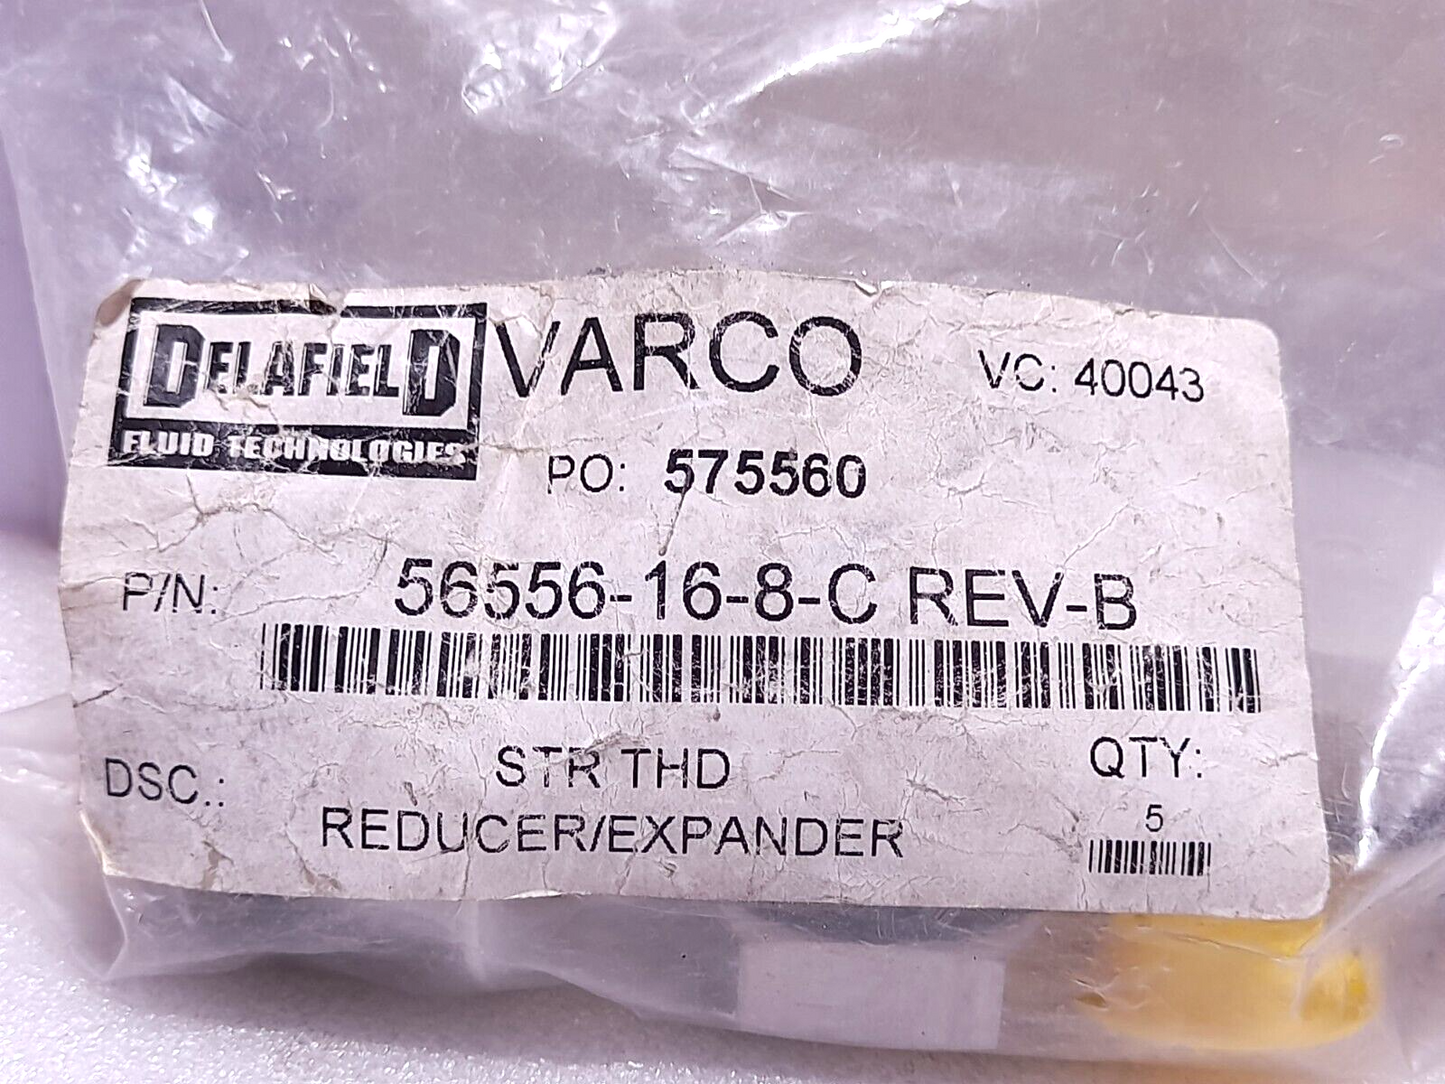 DELAFIELD
FLUID TECHNOLOGIES
VARCO
VC: 40043
PO: 575560
P/N: 56556-16-8-C REV-B
DSC.: STR THD
REDUCER/EXPANDER
QTY:
5